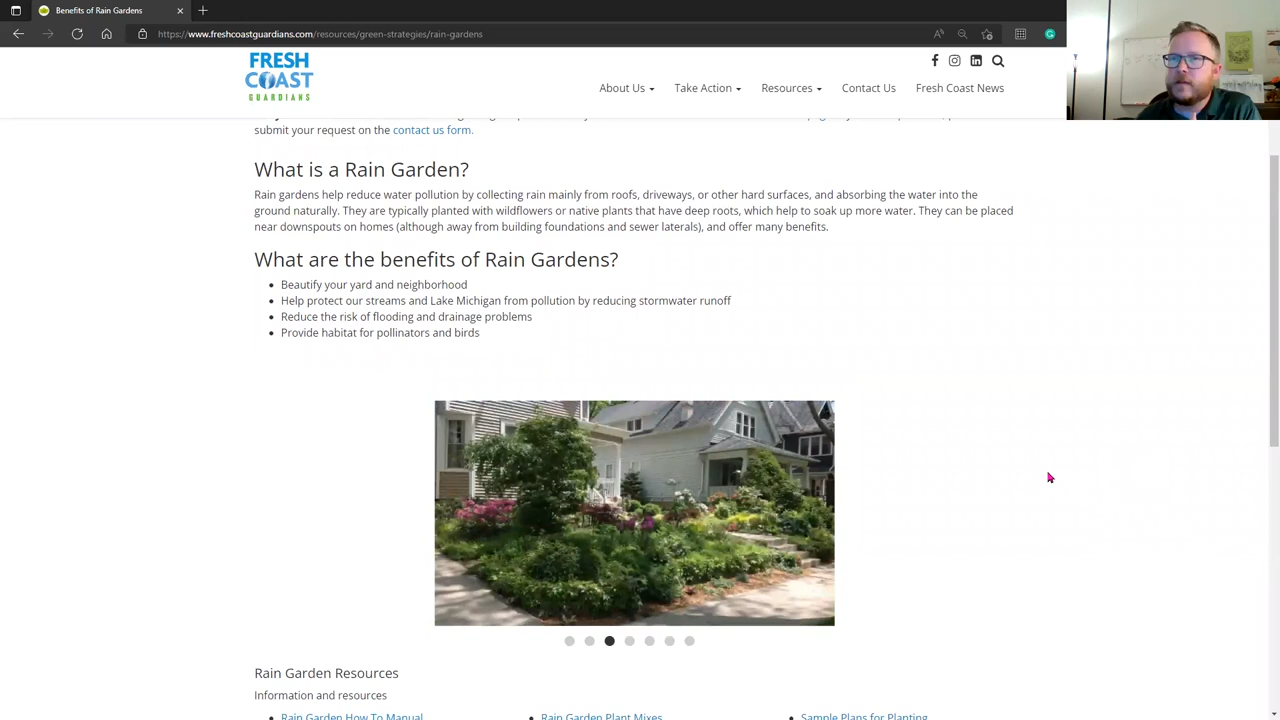 Benefits of Rain Gardens
https://www.freshcoastguardians.com/resources/green-strategies/rain-gardens
FRESH
COAST
GUARDIANS
About Us
Take Action
Resources
Contact Us
Fresh Coast News
submit your request on the contact us form.
What is a Rain Garden?
Rain gardens help reduce water pollution by collecting rain mainly from roofs, driveways, or other hard surfaces, and absorbing the water into the
ground naturally. They are typically planted with wildflowers or native plants that have deep roots, which help to soak up more water. They can be placed
near downspouts on homes (although away from building foundations and sewer laterals), and offer many benefits.
What are the benefits of Rain Gardens?
• Beautify your yard and neighborhood
• Help protect our streams and Lake Michigan from pollution by reducing stormwater runoff
• Reduce the risk of flooding and drainage problems
• Provide habitat for pollinators and birds
Rain Garden Resources
Information and resources
• Rain Garden How To Manual
• Rain Garden Plant Mixes
• Sample Plans for Planting